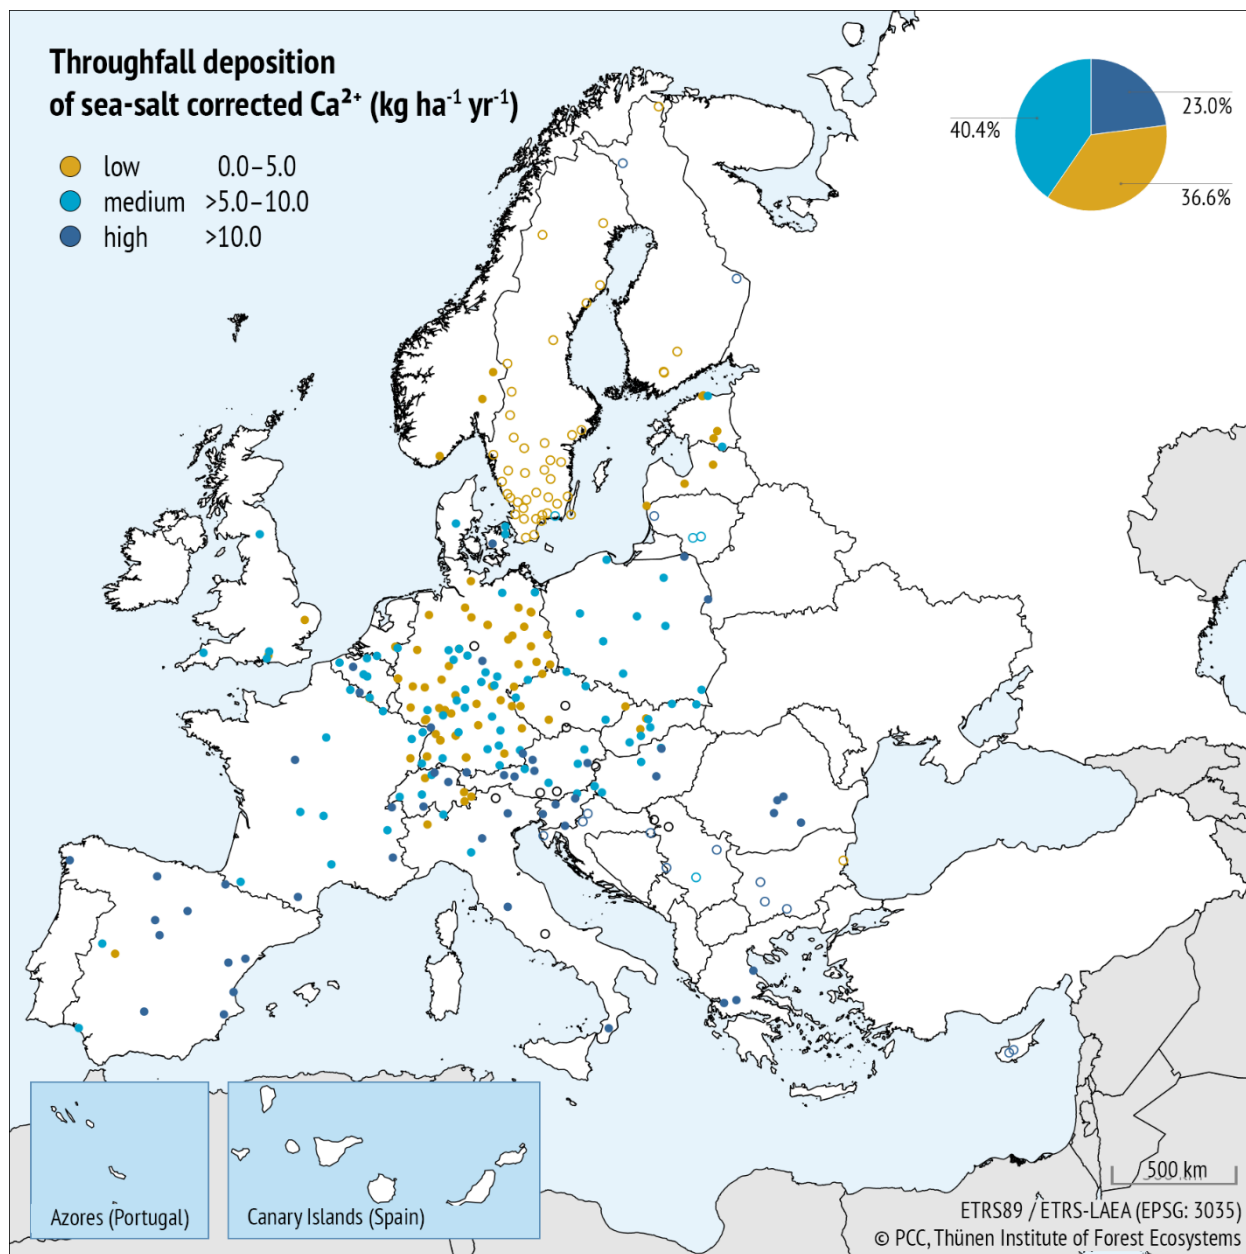 Throughfall deposition
of sea-salt corrected Ca²⁺ (kg ha⁻¹ yr⁻¹)
low 0.0–5.0
medium >5.0–10.0
high >10.0
40.4%
23.0%
36.6%
500 km
Azores (Portugal)
Canary Islands (Spain)
ETRS89 / ETRS-LAEA (EPSG: 3035)
© PCC, Thünen Institute of Forest Ecosystems